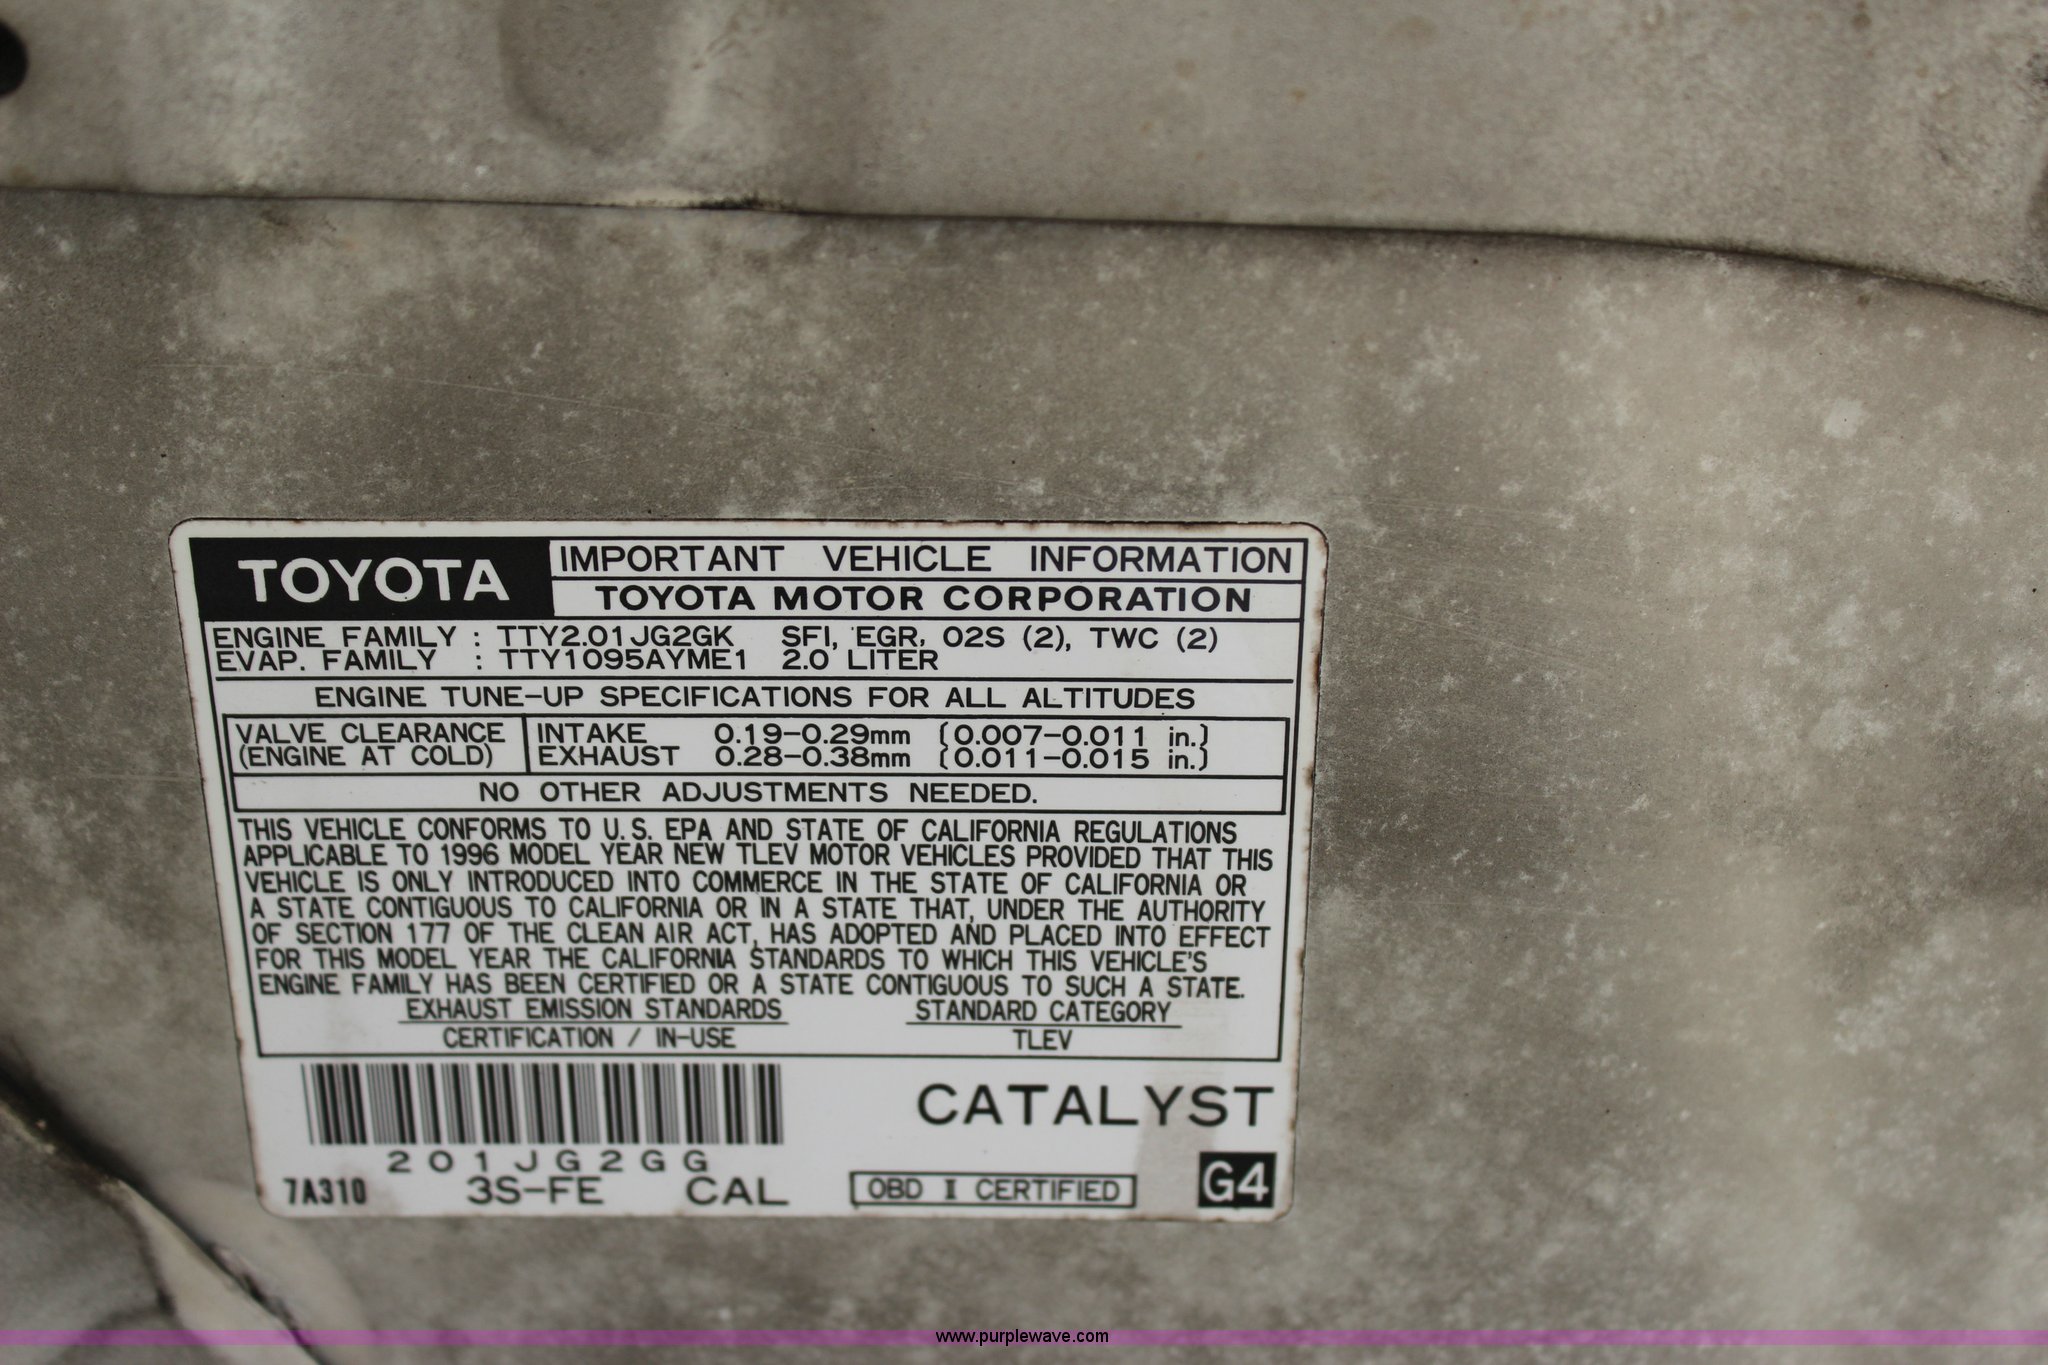 TOYOTA
IMPORTANT VEHICLE INFORMATION
TOYOTA MOTOR CORPORATION
ENGINE FAMILY : TTY2.01JG2GK SFI, EGR, O2S (2), TWC (2)
EVAP. FAMILY : TTY1095AYME1 2.0 LITER
ENGINE TUNE-UP SPECIFICATIONS FOR ALL ALTITUDES
VALVE CLEARANCE INTAKE 0.19-0.29mm {0.007-0.011 in.}
(ENGINE AT COLD) EXHAUST 0.28-0.38mm {0.011-0.015 in.}
NO OTHER ADJUSTMENTS NEEDED.
THIS VEHICLE CONFORMS TO U.S. EPA AND STATE OF CALIFORNIA REGULATIONS
APPLICABLE TO 1996 MODEL YEAR NEW TLEV MOTOR VEHICLES PROVIDED THAT THIS
VEHICLE IS ONLY INTRODUCED INTO COMMERCE IN THE STATE OF CALIFORNIA OR
A STATE CONTIGUOUS TO CALIFORNIA OR IN A STATE THAT, UNDER THE AUTHORITY
OF SECTION 177 OF THE CLEAN AIR ACT, HAS ADOPTED AND PLACED INTO EFFECT
FOR THIS MODEL YEAR THE CALIFORNIA STANDARDS TO WHICH THIS VEHICLE'S
ENGINE FAMILY HAS BEEN CERTIFIED OR A STATE CONTIGUOUS TO SUCH A STATE.
EXHAUST EMISSION STANDARDS STANDARD CATEGORY
CERTIFICATION / IN-USE TLEV
CATALYST
201JG2GG
7A310 3S-FE CAL OBD II CERTIFIED G4
www.purplewave.com